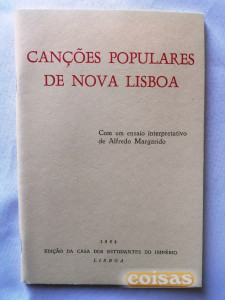 CANÇÕES POPULARES
DE NOVA LISBOA
Com um ensaio interpretativo
de Alfredo Margarido
1964
EDIÇÃO DA CASA DOS ESTUDANTES DO IMPÉRIO
LISBOA
coisas